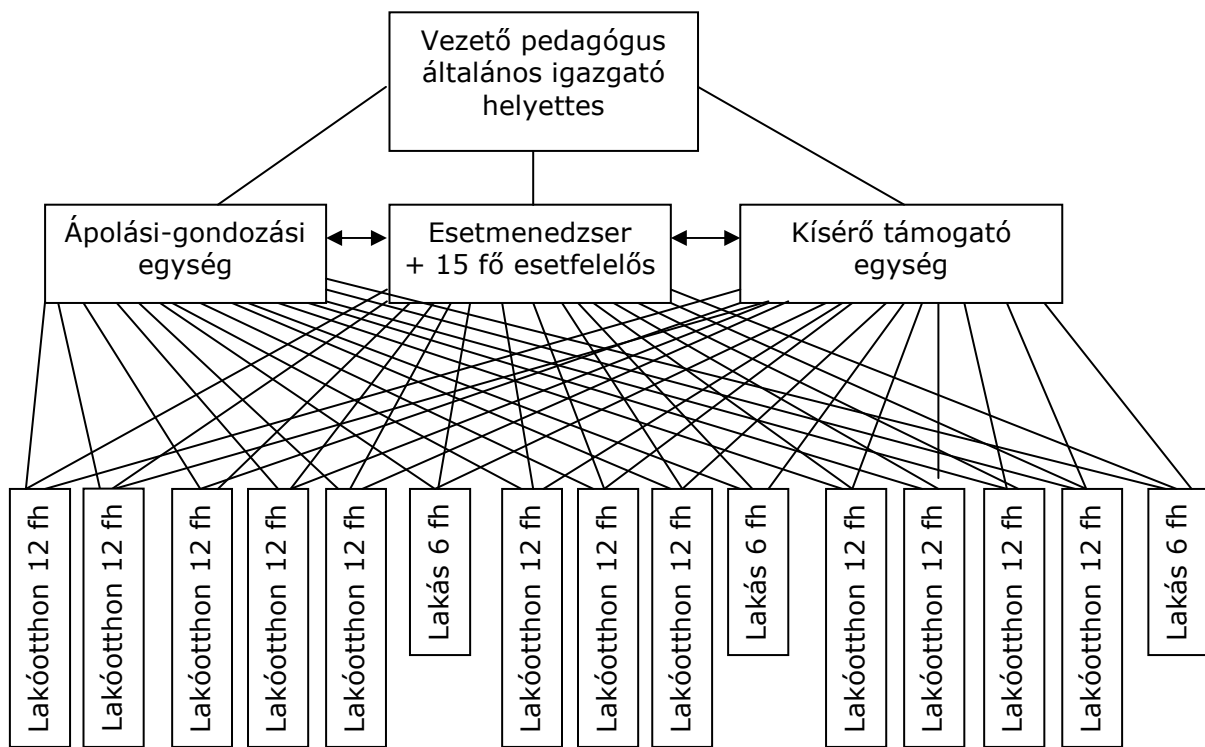 Vezető pedagógus
általános igazgató
helyettes
Ápolási-gondozási
egység
Esetmenedzser
+ 15 fő esetfelelős
Kísérő támogató
egység
Lakóotthon 12 fh
Lakóotthon 12 fh
Lakóotthon 12 fh
Lakóotthon 12 fh
Lakóotthon 12 fh
Lakás 6 fh
Lakóotthon 12 fh
Lakóotthon 12 fh
Lakóotthon 12 fh
Lakás 6 fh
Lakóotthon 12 fh
Lakóotthon 12 fh
Lakóotthon 12 fh
Lakóotthon 12 fh
Lakás 6 fh